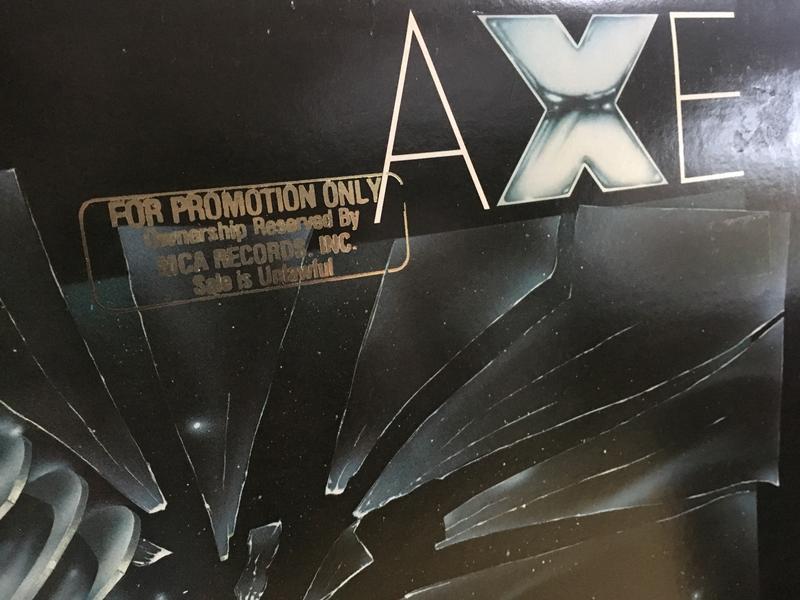 AXE
FOR PROMOTION ONLY
Ownership Reserved By
MCA RECORDS, INC.
Sale is Unlawful